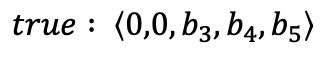 true : ⟨0,0, b₃, b₄, b₅⟩